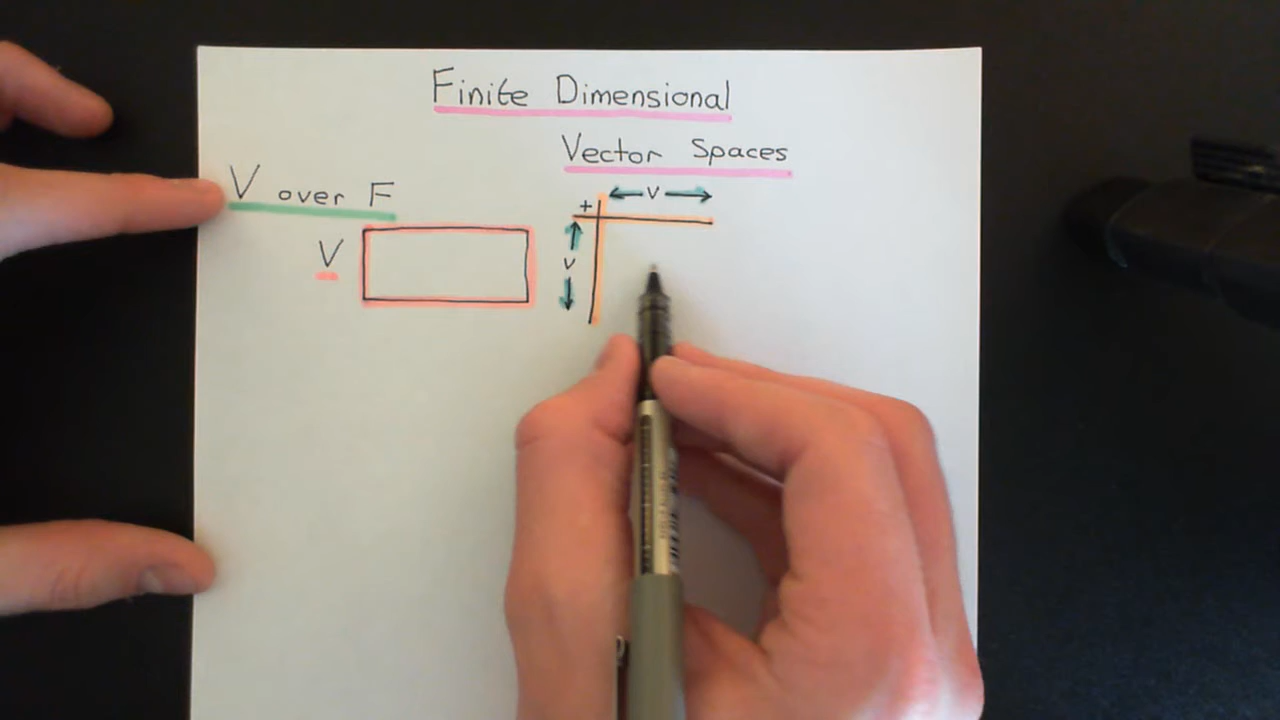 Finite Dimensional
Vector Spaces
V over F
V
+ V
V